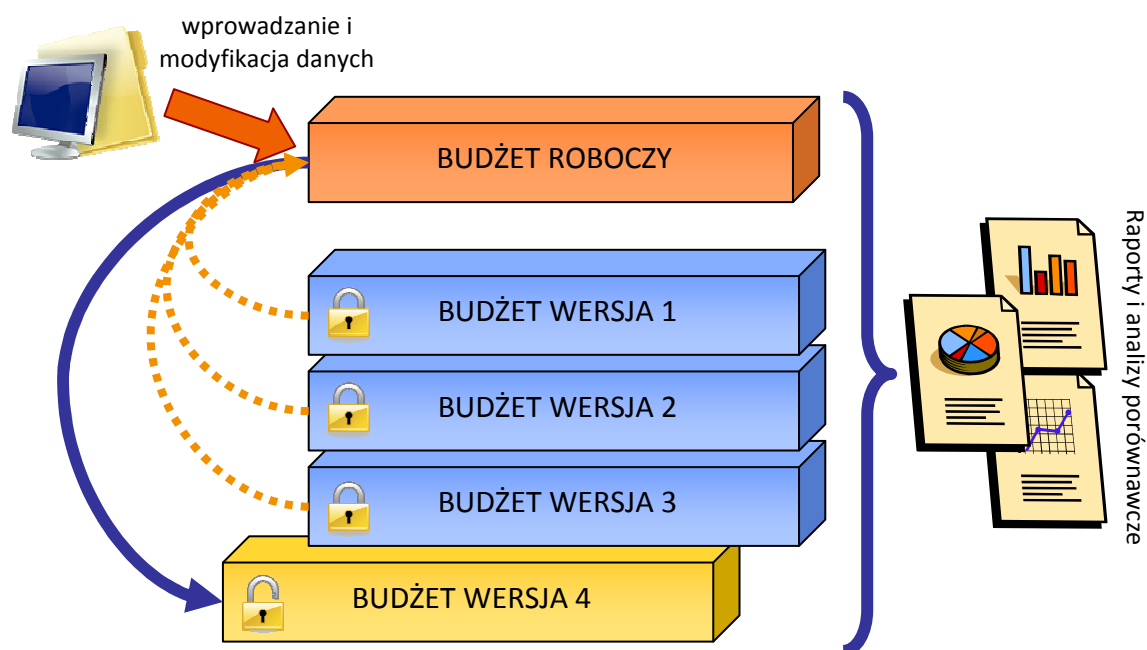 wprowadzanie i
modyfikacja danych
BUDŻET ROBOCZY
BUDŻET WERSJA 1
BUDŻET WERSJA 2
BUDŻET WERSJA 3
BUDŻET WERSJA 4
Raporty i analizy porównawcze